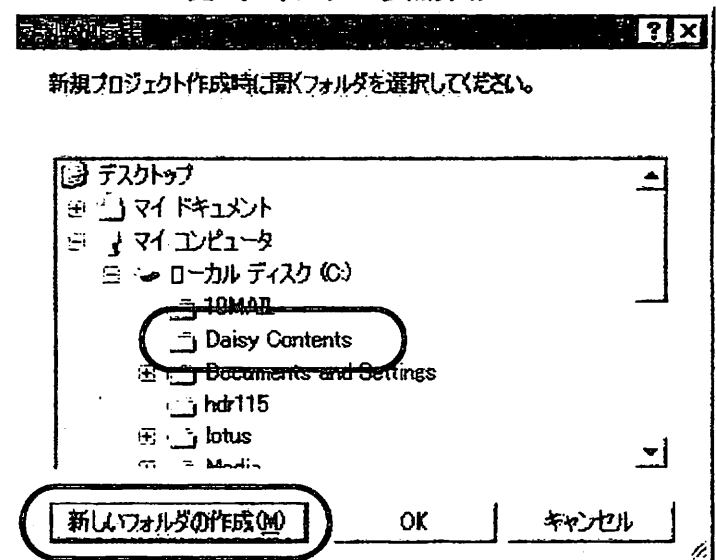 ? ×
新規プロジェクト作成時に開くフォルダを選択してください。
デスクトップ
マイ ドキュメント
マイ コンピュータ
ローカル ディスク (C:)
Daisy Contents
Documents and Settings
hdr115
lotus
Media
新しいフォルダの作成(M) OK キャンセル